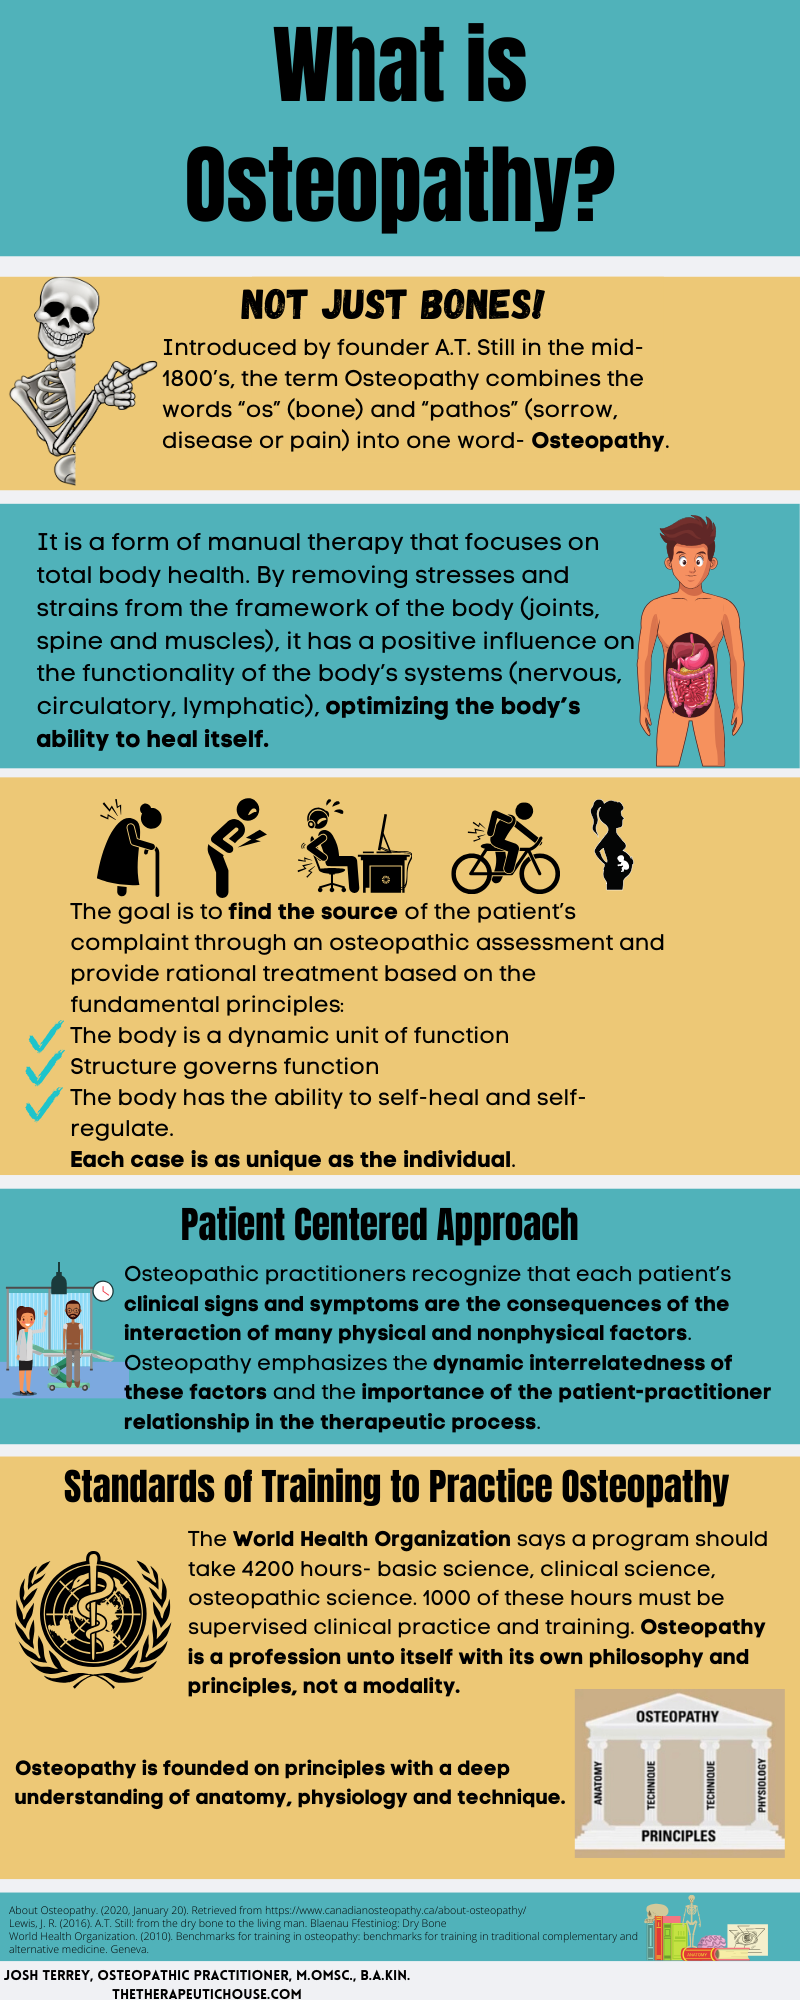 What is
Osteopathy?
NOT JUST BONES!
Introduced by founder A.T. Still in the mid-
1800's, the term Osteopathy combines the
words “os” (bone) and “pathos” (sorrow,
disease or pain) into one word- Osteopathy.
It is a form of manual therapy that focuses on
total body health. By removing stresses and
strains from the framework of the body (joints,
spine and muscles), it has a positive influence on
the functionality of the body's systems (nervous,
circulatory, lymphatic), optimizing the body's
ability to heal itself.
The goal is to find the source of the patient's
complaint through an osteopathic assessment and
provide rational treatment based on the
fundamental principles:
The body is a dynamic unit of function
Structure governs function
The body has the ability to self-heal and self-
regulate.
Each case is as unique as the individual.
Patient Centered Approach
Osteopathic practitioners recognize that each patient's
clinical signs and symptoms are the consequences of the
interaction of many physical and nonphysical factors.
Osteopathy emphasizes the dynamic interrelatedness of
these factors and the importance of the patient-practitioner
relationship in the therapeutic process.
Standards of Training to Practice Osteopathy
The World Health Organization says a program should
take 4200 hours- basic science, clinical science,
osteopathic science. 1000 of these hours must be
supervised clinical practice and training. Osteopathy
is a profession unto itself with its own philosophy and
principles, not a modality.
Osteopathy is founded on principles with a deep
understanding of anatomy, physiology and technique.
OSTEOPATHY
ANATOMY
TECHNIQUE
TECHNIQUE
PHYSIOLOGY
PRINCIPLES
About Osteopathy. (2020, January 20). Retrieved from https://www.canadianosteopathy.ca/about-osteopathy/
Lewis, J. R. (2016). A.T. Still: from the dry bone to the living man. Blaenau Ffestiniog: Dry Bone
World Health Organization. (2010). Benchmarks for training in osteopathy: benchmarks for training in traditional complementary and
alternative medicine. Geneva.
ANATOMY
JOSH TERREY, OSTEOPATHIC PRACTITIONER, M.OMSC., B.A.KIN.
THETHERAPEUTICHOUSE.COM